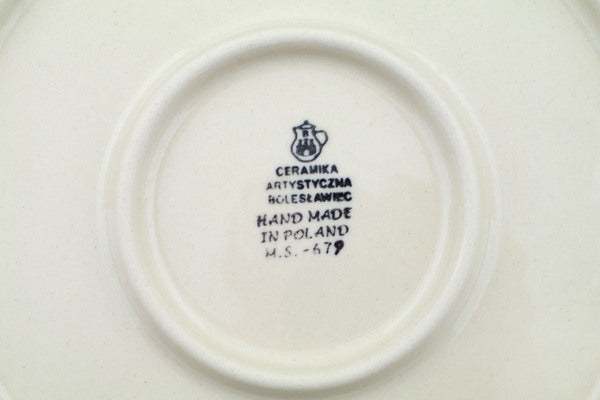 B
CERAMIKA
ARTYSTYCZNA
BOLESŁAWIEC
HAND MADE
IN POLAND
M.S. -679